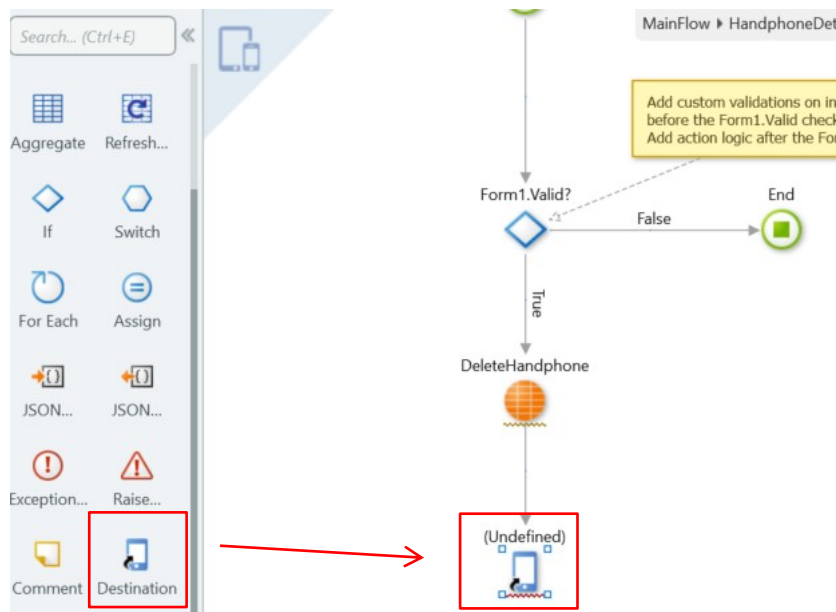 Search... (Ctrl+E)
Aggregate
Refresh...
If
Switch
For Each
Assign
JSON...
JSON...
Exception...
Raise...
Comment
Destination
MainFlow
HandphoneDet
Add custom validations on in
before the Form1.Valid check
Add action logic after the For
Form1.Valid?
False
End
True
DeleteHandphone
(Undefined)